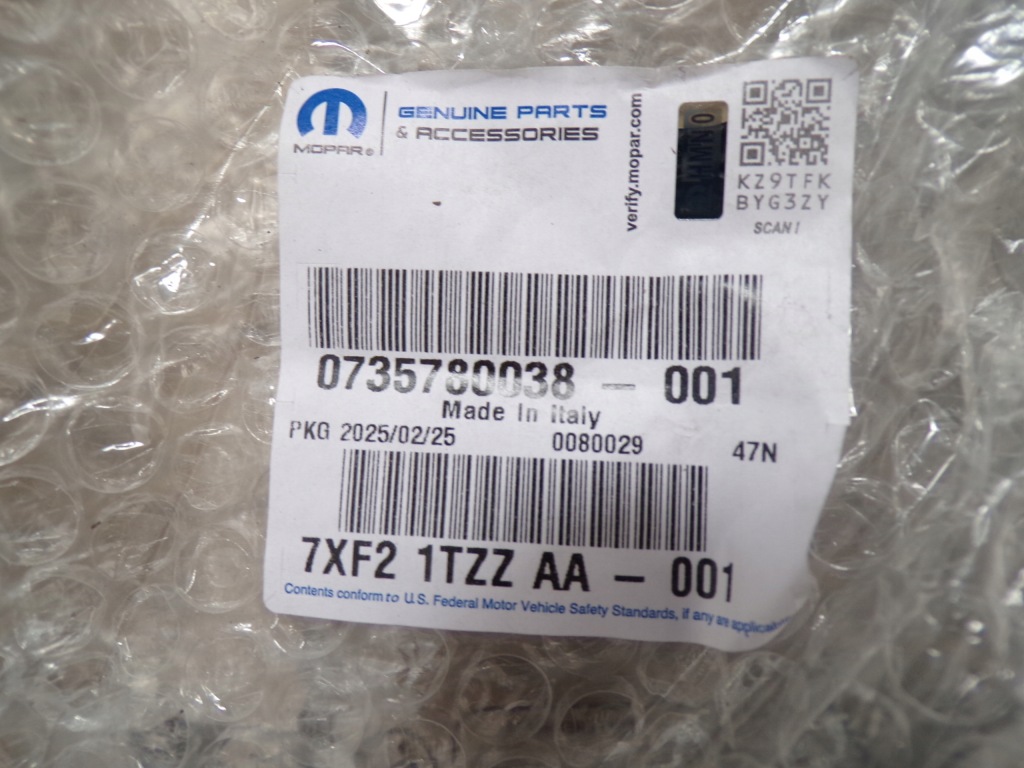 MOPAR®
GENUINE PARTS
& ACCESSORIES
verify.mopar.com
KZ9TFK
BYG3ZY
SCAN!
0735780038 - 001
Made In Italy
PKG 2025/02/25 0080029 47N
7XF2 1TZZ AA - 001
Contents conform to U.S. Federal Motor Vehicle Safety Standards, if any are